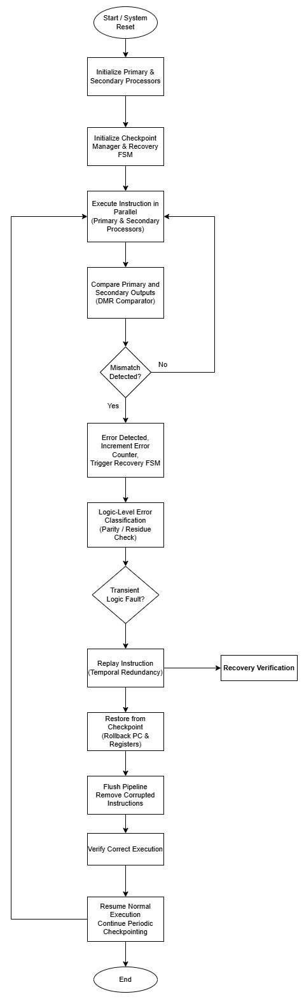 Start / System
Reset
Initialize Primary &
Secondary Processors
Initialize Checkpoint
Manager & Recovery
FSM
Execute Instruction in
Parallel
(Primary & Secondary
Processors)
Compare Primary and
Secondary Outputs
(DMR Comparator)
Mismatch
Detected?
No
Yes
Error Detected,
Increment Error
Counter,
Trigger Recovery FSM
Logic-Level Error
Classification
(Parity / Residue
Check)
Transient
Logic Fault?
Replay Instruction
(Temporal Redundancy)
Recovery Verification
Restore from
Checkpoint
(Rollback PC &
Registers)
Flush Pipeline
Remove Corrupted
Instructions
Verify Correct Execution
Resume Normal
Execution
Continue Periodic
Checkpointing
End